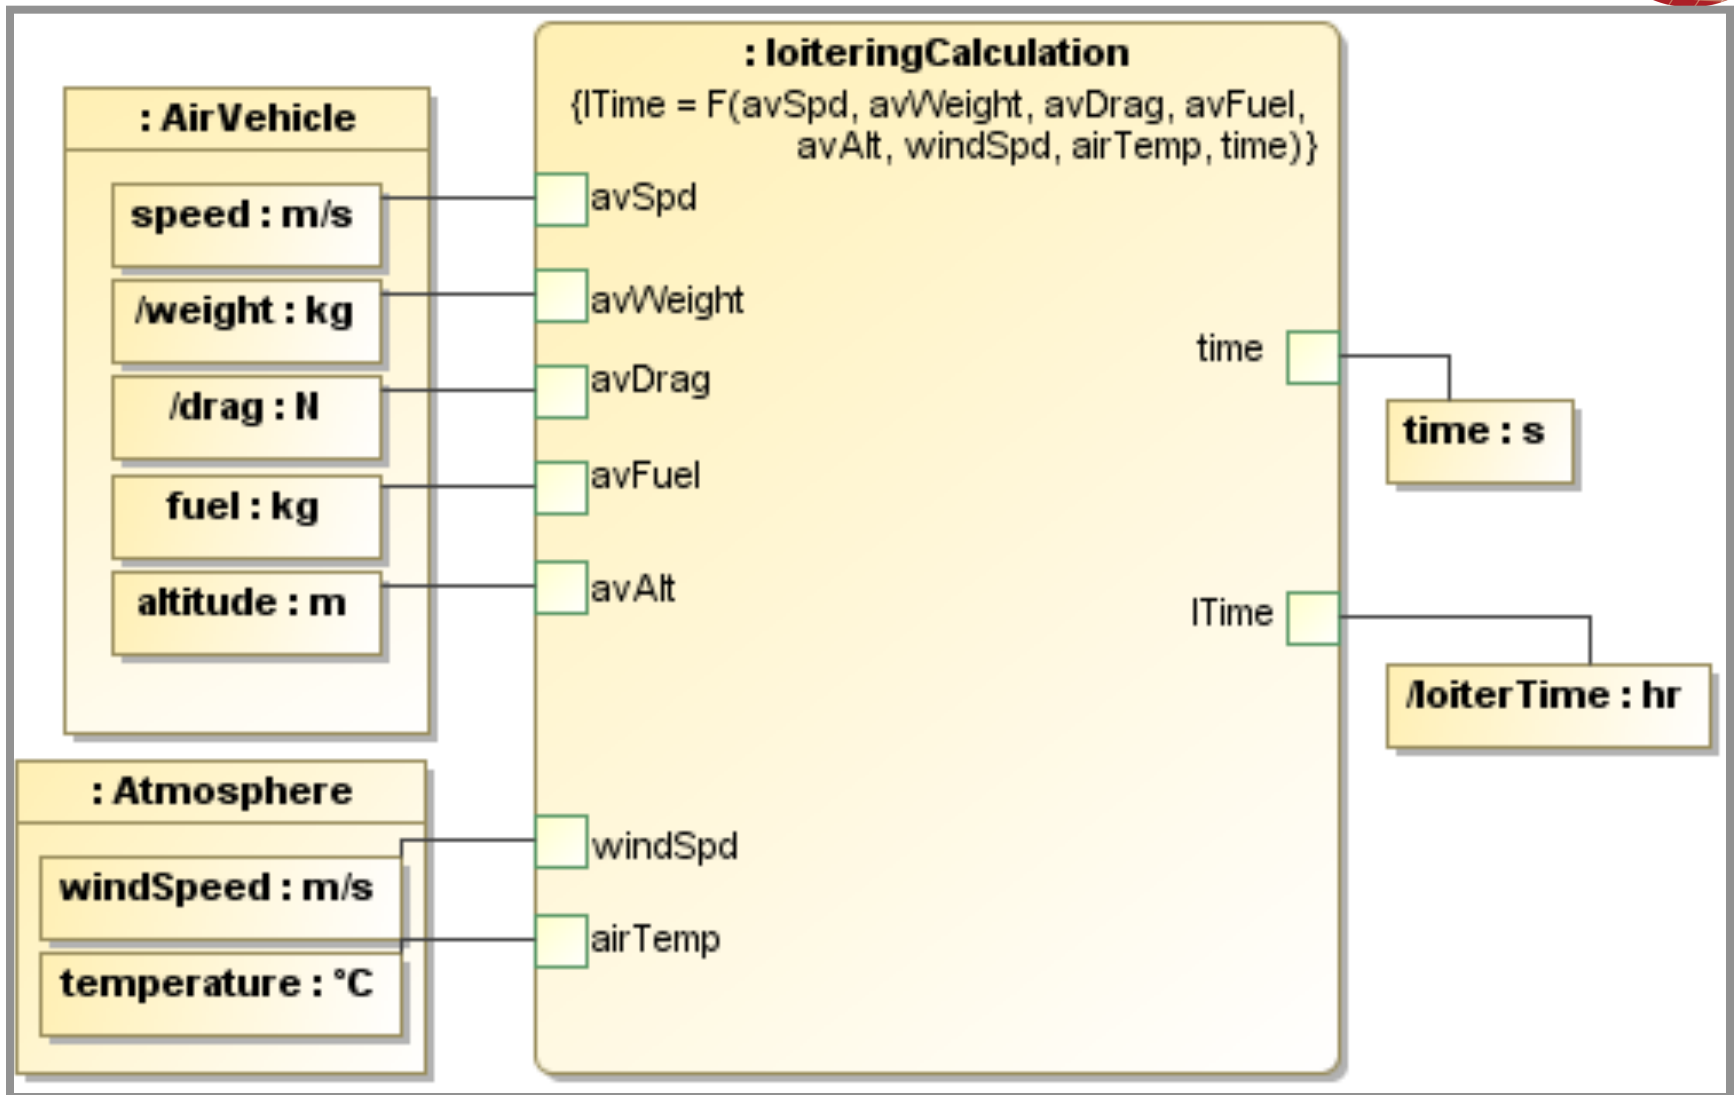 : loiteringCalculation
{lTime = F(avSpd, avWeight, avDrag, avFuel,
avAlt, windSpd, airTemp, time)}
: AirVehicle
speed : m/s
/weight : kg
/drag : N
fuel : kg
altitude : m
avSpd
avWeight
avDrag
avFuel
avAlt
time
time : s
lTime
/loiterTime : hr
: Atmosphere
windSpeed : m/s
temperature : °C
windSpd
airTemp